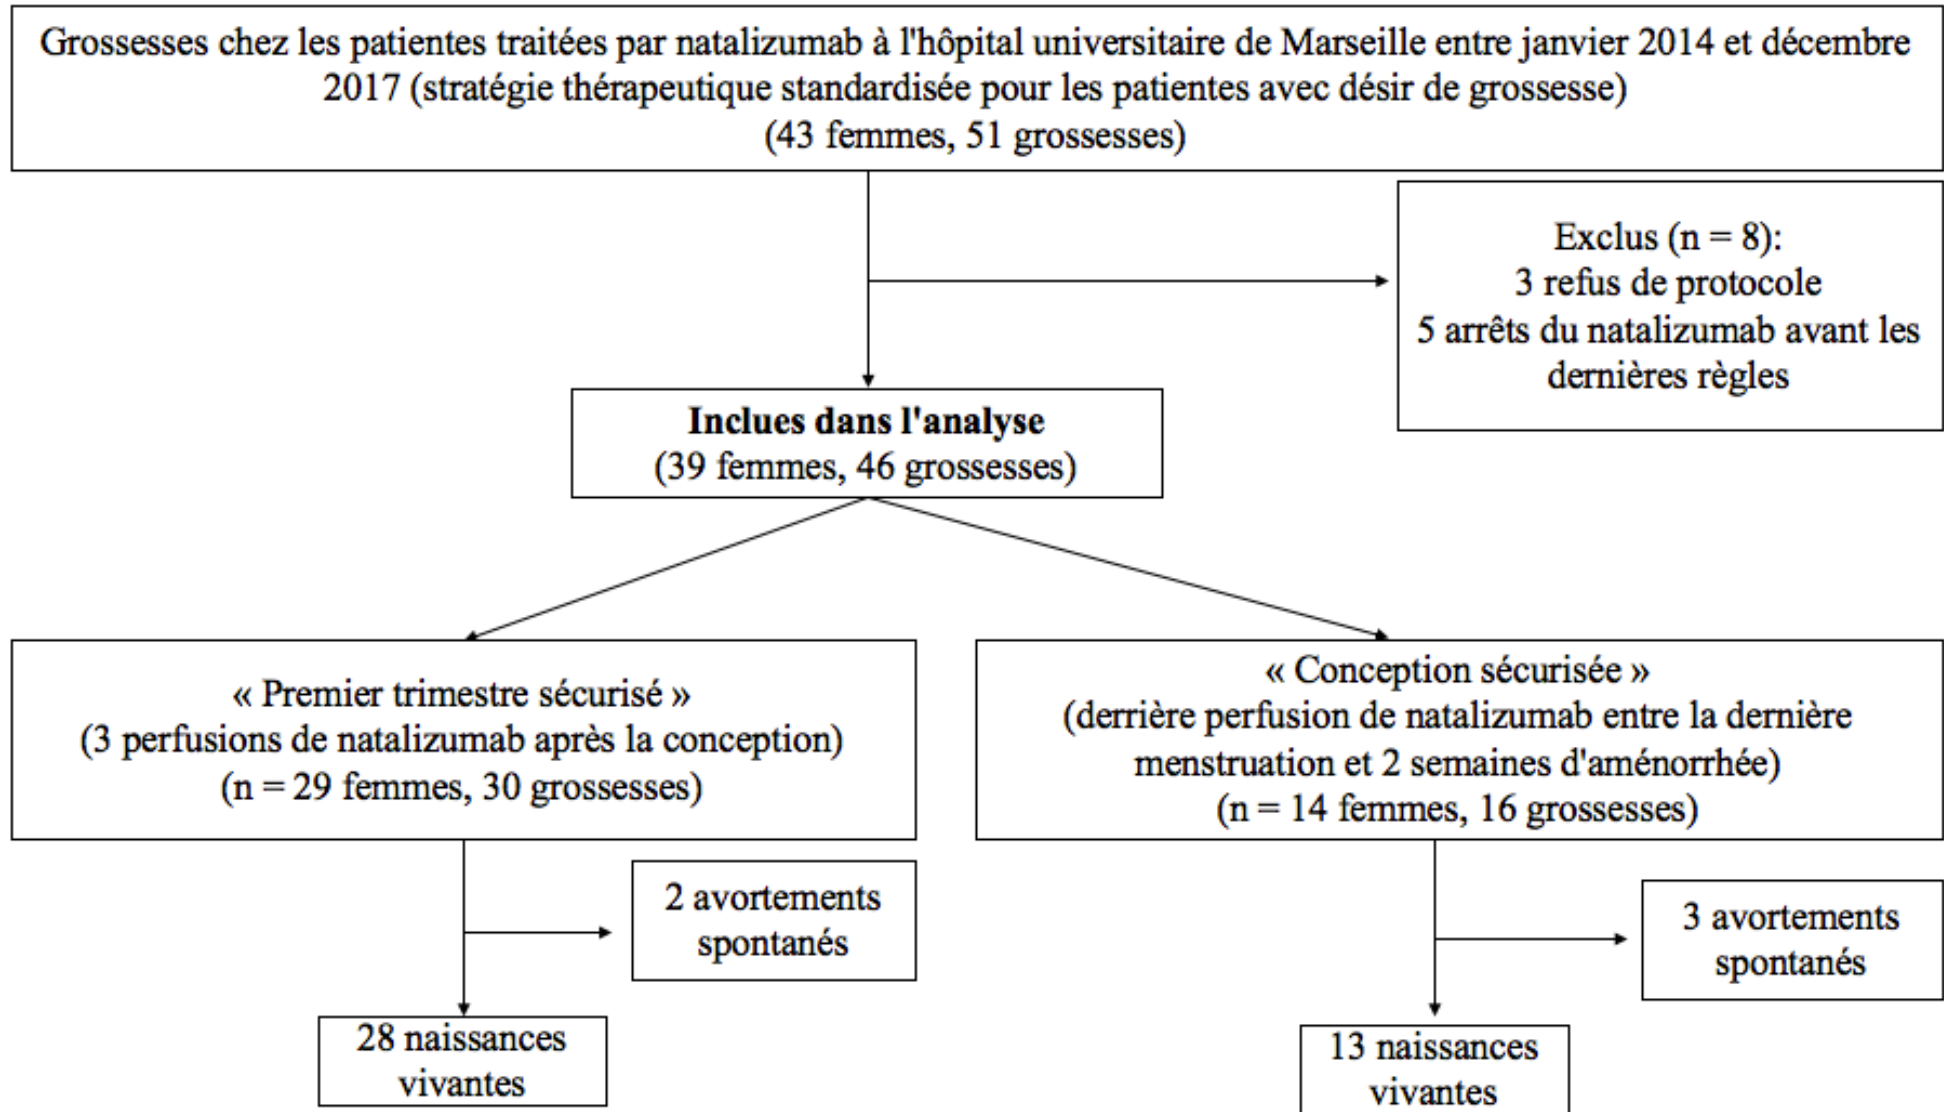 Grossesses chez les patientes traitées par natalizumab à l'hôpital universitaire de Marseille entre janvier 2014 et décembre
2017 (stratégie thérapeutique standardisée pour les patientes avec désir de grossesse)
(43 femmes, 51 grossesses)
Exclus (n = 8):
3 refus de protocole
5 arrêts du natalizumab avant les
dernières règles
Inclues dans l'analyse
(39 femmes, 46 grossesses)
« Premier trimestre sécurisé »
(3 perfusions de natalizumab après la conception)
(n = 29 femmes, 30 grossesses)
« Conception sécurisée »
(derrière perfusion de natalizumab entre la dernière
menstruation et 2 semaines d'aménorrhée)
(n = 14 femmes, 16 grossesses)
2 avortements
spontanés
3 avortements
spontanés
28 naissances
vivantes
13 naissances
vivantes